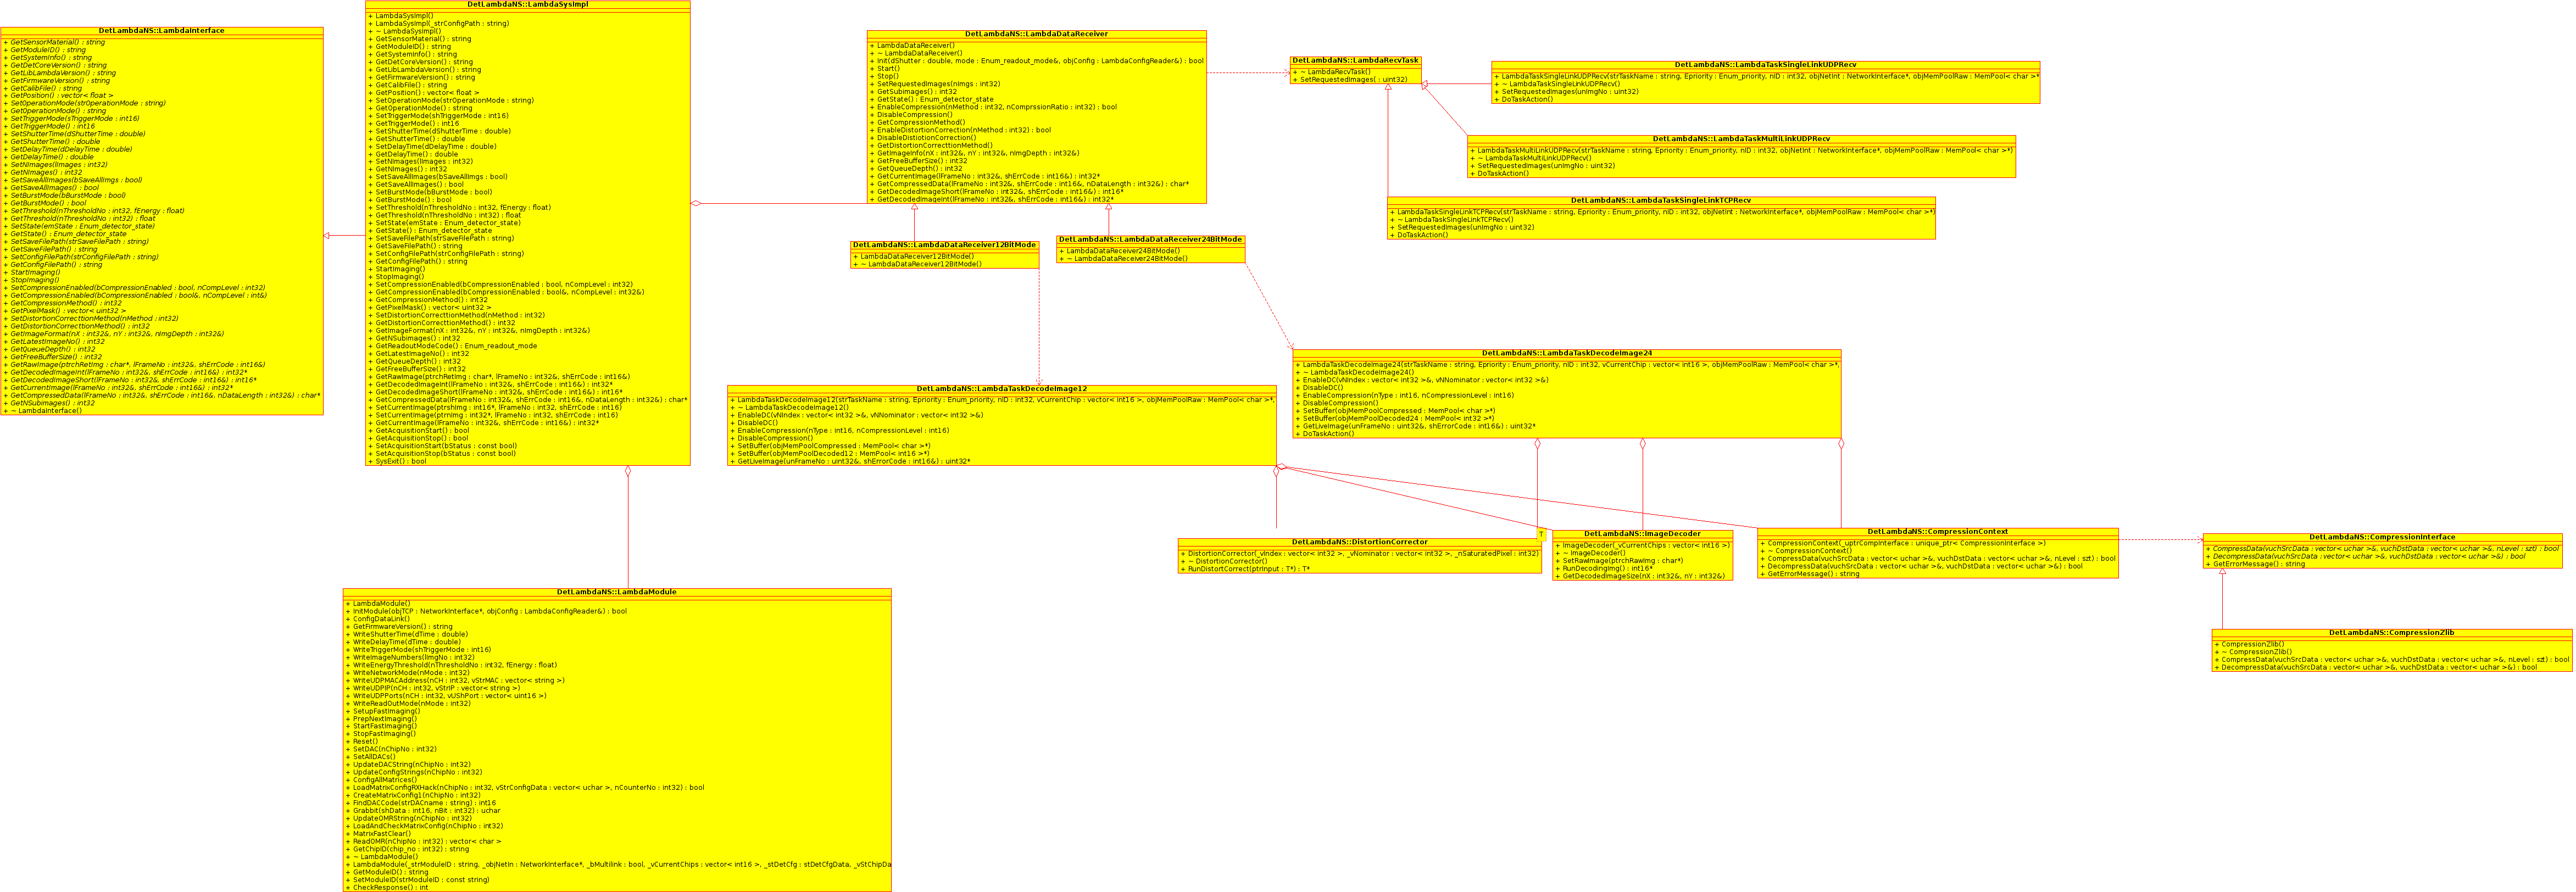 DetLambdaNS::LambdaInterface
+ GetSensorMaterial() : string
+ GetModuleID() : string
+ GetSystemInfo() : string
+ GetDetCoreVersion() : string
+ GetLibLambdaVersion() : string
+ GetFirmwareVersion() : string
+ GetCalibFile() : string
+ GetPosition() : vector< float >
+ SetOperationMode(strOperationMode : string)
+ GetOperationMode() : string
+ SetTriggerMode(sTriggerMode : int16)
+ GetTriggerMode() : int16
+ SetShutterTime(dShutterTime : double)
+ GetShutterTime() : double
+ SetDelayTime(dDelayTime : double)
+ GetDelayTime() : double
+ SetNImages(lImages : int32)
+ GetNImages() : int32
+ SetSaveAllImages(bSaveAllImgs : bool)
+ GetSaveAllImages() : bool
+ SetBurstMode(bBurstMode : bool)
+ GetBurstMode() : bool
+ SetThreshold(nThresholdNo : int32, fEnergy : float)
+ GetThreshold(nThresholdNo : int32) : float
+ SetState(emState : Enum_detector_state)
+ GetState() : Enum_detector_state
+ SetSaveFilePath(strSaveFilePath : string)
+ GetSaveFilePath() : string
+ SetConfigFilePath(strConfigFilePath : string)
+ GetConfigFilePath() : string
+ StartImaging()
+ StopImaging()
+ SetCompressionEnabled(bCompressionEnabled : bool, nCompLevel : int32)
+ GetCompressionEnabled(bCompressionEnabled : bool&, nCompLevel : int&)
+ GetCompressionMethod() : int32
+ GetPixelMask() : vector< uint32 >
+ SetDistortionCorrecttionMethod(nMethod : int32)
+ GetDistortionCorrecttionMethod() : int32
+ GetImageFormat(nX : int32&, nY : int32&, nImgDepth : int32&)
+ GetLatestImageNo() : int32
+ GetQueueDepth() : int32
+ GetFreeBufferSize() : int32
+ GetRawImage(ptrchRetImg : char*, lFrameNo : int32&, shErrCode : int16&)
+ GetDecodedImageInt(lFrameNo : int32&, shErrCode : int16&) : int32*
+ GetDecodedImageShort(lFrameNo : int32&, shErrCode : int16&) : int16*
+ GetCurrentImage(lFrameNo : int32&, shErrCode : int16&) : int32*
+ GetCompressedData(lFrameNo : int32&, shErrCode : int16&, nDataLength : int32&) : char*
+ GetNSubimages() : int32
+ ~ LambdaInterface()
DetLambdaNS::LambdaSysImpl
+ LambdaSysImpl()
+ LambdaSysImpl(_strConfigPath : string)
+ ~ LambdaSysImpl()
+ GetSensorMaterial() : string
+ GetModuleID() : string
+ GetSystemInfo() : string
+ GetDetCoreVersion() : string
+ GetLibLambdaVersion() : string
+ GetFirmwareVersion() : string
+ GetCalibFile() : string
+ GetPosition() : vector< float >
+ SetOperationMode(strOperationMode : string)
+ GetOperationMode() : string
+ SetTriggerMode(shTriggerMode : int16)
+ GetTriggerMode() : int16
+ SetShutterTime(dShutterTime : double)
+ GetShutterTime() : double
+ SetDelayTime(dDelayTime : double)
+ GetDelayTime() : double
+ SetNImages(lImages : int32)
+ GetNImages() : int32
+ SetSaveAllImages(bSaveAllImgs : bool)
+ GetSaveAllImages() : bool
+ SetBurstMode(bBurstMode : bool)
+ GetBurstMode() : bool
+ SetThreshold(nThresholdNo : int32, fEnergy : float)
+ GetThreshold(nThresholdNo : int32) : float
+ SetState(emState : Enum_detector_state)
+ GetState() : Enum_detector_state
+ SetSaveFilePath(strSaveFilePath : string)
+ GetSaveFilePath() : string
+ SetConfigFilePath(strConfigFilePath : string)
+ GetConfigFilePath() : string
+ StartImaging()
+ StopImaging()
+ SetCompressionEnabled(bCompressionEnabled : bool, nCompLevel : int32)
+ GetCompressionEnabled(bCompressionEnabled : bool&, nCompLevel : int32&)
+ GetCompressionMethod() : int32
+ GetPixelMask() : vector< uint32 >
+ SetDistortionCorrecttionMethod(nMethod : int32)
+ GetDistortionCorrecttionMethod() : int32
+ GetImageFormat(nX : int32&, nY : int32&, nImgDepth : int32&)
+ GetNSubimages() : int32
+ GetReadoutModeCode() : Enum_readout_mode
+ GetLatestImageNo() : int32
+ GetQueueDepth() : int32
+ GetFreeBufferSize() : int32
+ GetRawImage(ptrchRetImg : char*, lFrameNo : int32&, shErrCode : int16&)
+ GetDecodedImageInt(lFrameNo : int32&, shErrCode : int16&) : int32*
+ GetDecodedImageShort(lFrameNo : int32&, shErrCode : int16&) : int16*
+ GetCompressedData(lFrameNo : int32&, shErrCode : int16&, nDataLength : int32&) : char*
+ SetCurrentImage(ptrshImg : int16*, lFrameNo : int32, shErrCode : int16)
+ SetCurrentImage(ptrnImg : int32*, lFrameNo : int32, shErrCode : int16)
+ GetCurrentImage(lFrameNo : int32&, shErrCode : int16&) : int32*
+ GetAcquisitionStart() : bool
+ GetAcquisitionStop() : bool
+ SetAcquisitionStart(bStatus : const bool)
+ SetAcquisitionStop(bStatus : const bool)
+ SysExit() : bool
DetLambdaNS::LambdaDataReceiver
+ LambdaDataReceiver()
+ ~ LambdaDataReceiver()
+ Init(dShutter : double, mode : Enum_readout_mode&, objConfig : LambdaConfigReader&) : bool
+ Start()
+ Stop()
+ SetRequestedImages(nImgs : int32)
+ GetSubimages() : int32
+ GetState() : Enum_detector_state
+ EnableCompression(nMethod : int32, nComprssionRatio : int32) : bool
+ DisableCompression()
+ GetCompressionMethod()
+ EnableDistortionCorrection(nMethod : int32) : bool
+ DisableDistiotionCorrection()
+ GetDistortionCorrecttionMethod()
+ GetImageInfo(nX : int32&, nY : int32&, nImgDepth : int32&)
+ GetFreeBufferSize() : int32
+ GetQueueDepth() : int32
+ GetCurrentImage(lFrameNo : int32&, shErrCode : int16&) : int32*
+ GetCompressedData(lFrameNo : int32&, shErrCode : int16&, nDataLength : int32&) : char*
+ GetDecodedImageShort(lFrameNo : int32&, shErrCode : int16&) : int16*
+ GetDecodedImageInt(lFrameNo : int32&, shErrCode : int16&) : int32*
DetLambdaNS::LambdaRecvTask
+ ~ LambdaRecvTask()
+ SetRequestedImages( : uint32)
DetLambdaNS::LambdaTaskSingleLinkUDPRecv
+ LambdaTaskSingleLinkUDPRecv(strTaskName : string, Epriority : Enum_priority, nID : int32, objNetInt : NetworkInterface*, objMemPoolRaw : MemPool< char >*
+ ~ LambdaTaskSingleLinkUDPRecv()
+ SetRequestedImages(unImgNo : uint32)
+ DoTaskAction()
DetLambdaNS::LambdaTaskMultiLinkUDPRecv
+ LambdaTaskMultiLinkUDPRecv(strTaskName : string, Epriority : Enum_priority, nID : int32, objNetInt : NetworkInterface*, objMemPoolRaw : MemPool< char >*)
+ ~ LambdaTaskMultiLinkUDPRecv()
+ SetRequestedImages(unImgNo : uint32)
+ DoTaskAction()
DetLambdaNS::LambdaTaskSingleLinkTCPRecv
+ LambdaTaskSingleLinkTCPRecv(strTaskName : string, Epriority : Enum_priority, nID : int32, objNetInt : NetworkInterface*, objMemPoolRaw : MemPool< char >*)
+ ~ LambdaTaskSingleLinkTCPRecv()
+ SetRequestedImages(unImgNo : uint32)
+ DoTaskAction()
DetLambdaNS::LambdaDataReceiver12BitMode
+ LambdaDataReceiver12BitMode()
+ ~ LambdaDataReceiver12BitMode()
DetLambdaNS::LambdaDataReceiver24BitMode
+ LambdaDataReceiver24BitMode()
+ ~ LambdaDataReceiver24BitMode()
DetLambdaNS::LambdaTaskDecodeImage24
+ LambdaTaskDecodeImage24(strTaskName : string, Epriority : Enum_priority, nID : int32, vCurrentChip : vector< int16 >, objMemPoolRaw : MemPool< char >*,
+ ~ LambdaTaskDecodeImage24()
+ EnableDC(vNIndex : vector< int32 >&, vNNominator : vector< int32 >&)
+ DisableDC()
+ EnableCompression(nType : int16, nCompressionLevel : int16)
+ DisableCompression()
+ SetBuffer(objMemPoolCompressed : MemPool< char >*)
+ SetBuffer(objMemPoolDecoded24 : MemPool< int32 >*)
+ GetLiveImage(unFrameNo : uint32&, shErrorCode : int16&) : uint32*
+ DoTaskAction()
DetLambdaNS::LambdaTaskDecodeImage12
+ LambdaTaskDecodeImage12(strTaskName : string, Epriority : Enum_priority, nID : int32, vCurrentChip : vector< int16 >, objMemPoolRaw : MemPool< char >*,
+ ~ LambdaTaskDecodeImage12()
+ EnableDC(vNIndex : vector< int32 >&, vNNominator : vector< int32 >&)
+ DisableDC()
+ EnableCompression(nType : int16, nCompressionLevel : int16)
+ DisableCompression()
+ SetBuffer(objMemPoolCompressed : MemPool< char >*)
+ SetBuffer(objMemPoolDecoded12 : MemPool< int16 >*)
+ GetLiveImage(unFrameNo : uint32&, shErrorCode : int16&) : uint32*
DetLambdaNS::DistortionCorrector
T
+ DistortionCorrector(_vIndex : vector< int32 >, _vNominator : vector< int32 >, _nSaturatedPixel : int32)
+ ~ DistortionCorrector()
+ RunDistortCorrect(ptrInput : T*) : T*
DetLambdaNS::ImageDecoder
+ ImageDecoder(_vCurrentChips : vector< int16 >)
+ ~ ImageDecoder()
+ SetRawImage(ptrchRawImg : char*)
+ RunDecodingImg() : int16*
+ GetDecodedImageSize(nX : int32&, nY : int32&)
DetLambdaNS::CompressionContext
+ CompressionContext(_uptrCompInterface : unique_ptr< CompressionInterface >)
+ ~ CompressionContext()
+ CompressData(vuchSrcData : vector< uchar >&, vuchDstData : vector< uchar >&, nLevel : szt) : bool
+ DecompressData(vuchSrcData : vector< uchar >&, vuchDstData : vector< uchar >&) : bool
+ GetErrorMessage() : string
DetLambdaNS::CompressionInterface
+ CompressData(vuchSrcData : vector< uchar >&, vuchDstData : vector< uchar >&, nLevel : szt) : bool
+ DecompressData(vuchSrcData : vector< uchar >&, vuchDstData : vector< uchar >&) : bool
+ GetErrorMessage() : string
DetLambdaNS::CompressionZlib
+ CompressionZlib()
+ ~ CompressionZlib()
+ CompressData(vuchSrcData : vector< uchar >&, vuchDstData : vector< uchar >&, nLevel : szt) : bool
+ DecompressData(vuchSrcData : vector< uchar >&, vuchDstData : vector< uchar >&) : bool
DetLambdaNS::LambdaModule
+ LambdaModule()
+ InitModule(objTCP : NetworkInterface*, objConfig : LambdaConfigReader&) : bool
+ ConfigDataLink()
+ GetFirmwareVersion() : string
+ WriteShutterTime(dTime : double)
+ WriteDelayTime(dTime : double)
+ WriteTriggerMode(shTriggerMode : int16)
+ WriteImageNumbers(lImgNo : int32)
+ WriteEnergyThreshold(nThresholdNo : int32, fEnergy : float)
+ WriteNetworkMode(nMode : int32)
+ WriteUDPMACAddress(nCH : int32, vStrMAC : vector< string >)
+ WriteUDPIP(nCH : int32, vStrIP : vector< string >)
+ WriteUDPPorts(nCH : int32, vUShPort : vector< uint16 >)
+ WriteReadOutMode(nMode : int32)
+ SetupFastImaging()
+ PrepNextImaging()
+ StartFastImaging()
+ StopFastImaging()
+ Reset()
+ SetDAC(nChipNo : int32)
+ SetAllDACs()
+ UpdateDACString(nChipNo : int32)
+ UpdateConfigStrings(nChipNo : int32)
+ ConfigAllMatrices()
+ LoadMatrixConfigRXHack(nChipNo : int32, vStrConfigData : vector< uchar >, nCounterNo : int32) : bool
+ CreateMatrixConfig1(nChipNo : int32)
+ FindDACCode(strDACname : string) : int16
+ Grabbit(shData : int16, nBit : int32) : uchar
+ UpdateOMRString(nChipNo : int32)
+ LoadAndCheckMatrixConfig(nChipNo : int32)
+ MatrixFastClear()
+ ReadOMR(nChipNo : int32) : vector< char >
+ GetChipID(chip_no : int32) : string
+ ~ LambdaModule()
+ LambdaModule(_strModuleID : string, _objNetIn : NetworkInterface*, _bMultilink : bool, _vCurrentChips : vector< int16 >, _stDetCfg : stDetCfgData, _vStChipDa
+ GetModuleID() : string
+ SetModuleID(strModuleID : const string)
+ CheckResponse() : int